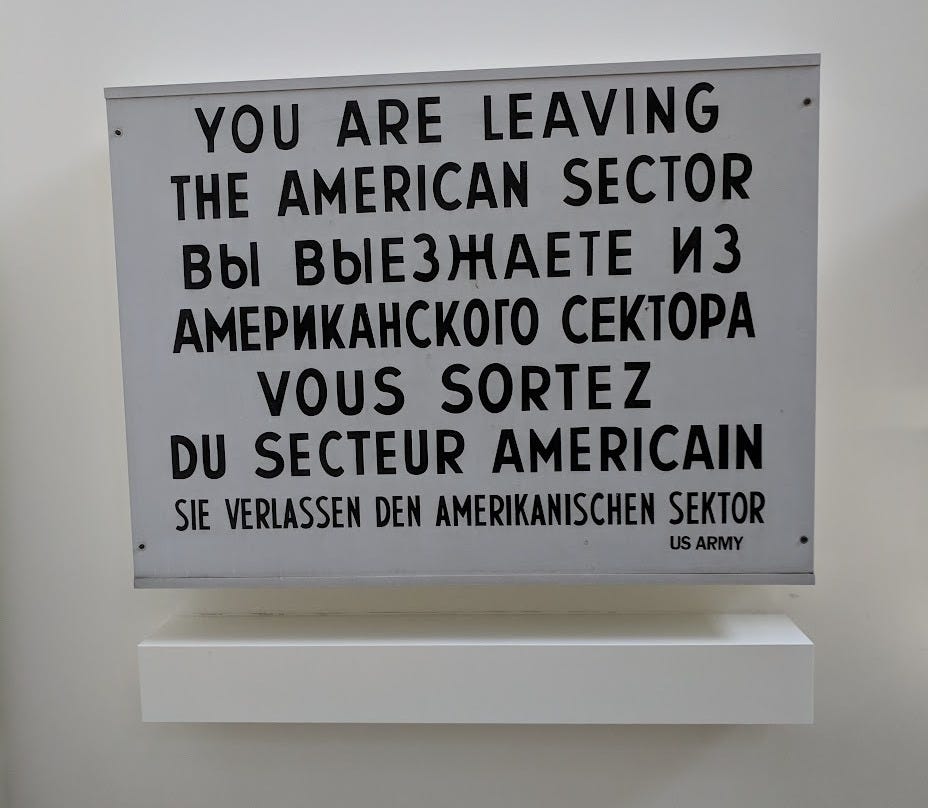 YOU ARE LEAVING
THE AMERICAN SECTOR
ВЫ ВЫЕЗЖАЕТЕ ИЗ
АМЕРИКАНСКОГО СЕКТОРА
VOUS SORTEZ
DU SECTEUR AMERICAIN
SIE VERLASSEN DEN AMERIKANISCHEN SEKTOR
US ARMY